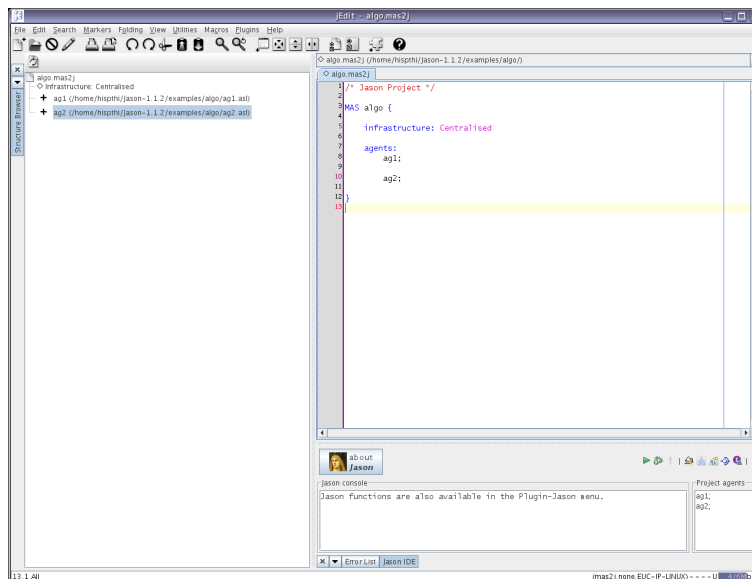 jEdit - algo.mas2j
File Edit Search Markers Folding View Utilities Macros Plugins Help
algo.mas2j (/home/hispthi/Jason-1.1.2/examples/algo/)
Structure Browser
algo.mas2j
Infrastructure: Centralised
ag1 (/home/hispthi/Jason-1.1.2/examples/algo/ag1.asl)
ag2 (/home/hispthi/Jason-1.1.2/examples/algo/ag2.asl)
algo.mas2j
1 /* Jason Project */
2
3 MAS algo {
4
5 infrastructure: Centralised
6
7 agents:
8 ag1;
9
10 ag2;
11
12 }
13
about
Jason
Jason console
Jason functions are also available in the Plugin-Jason menu.
Project agents
ag1;
ag2;
Error List Jason IDE
13,1 All
(mas2j,none,EUC-JP-LINUX) - - - - U